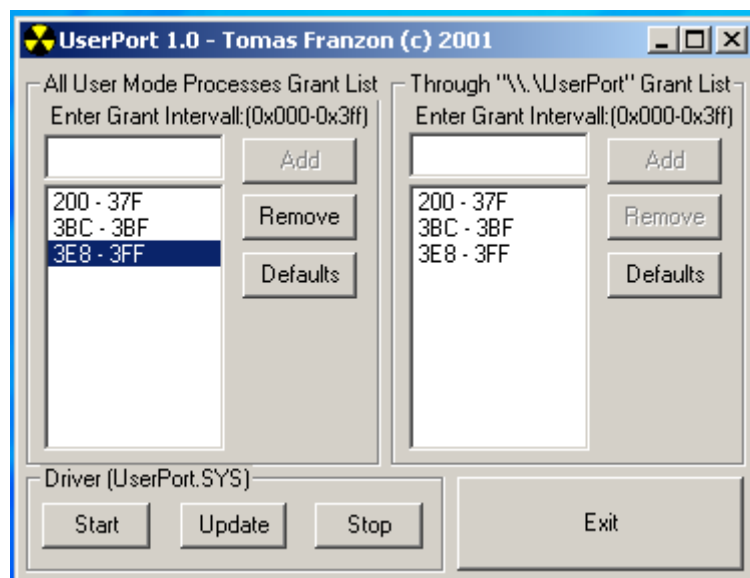 UserPort 1.0 - Tomas Franzon (c) 2001
All User Mode Processes Grant List
Enter Grant Intervall:(0x000-0x3ff)
Add
200 - 37F
3BC - 3BF
3E8 - 3FF
Remove
Defaults
Through "\\.\UserPort" Grant List
Enter Grant Intervall:(0x000-0x3ff)
Add
200 - 37F
3BC - 3BF
3E8 - 3FF
Remove
Defaults
Driver (UserPort.SYS)
Start
Update
Stop
Exit